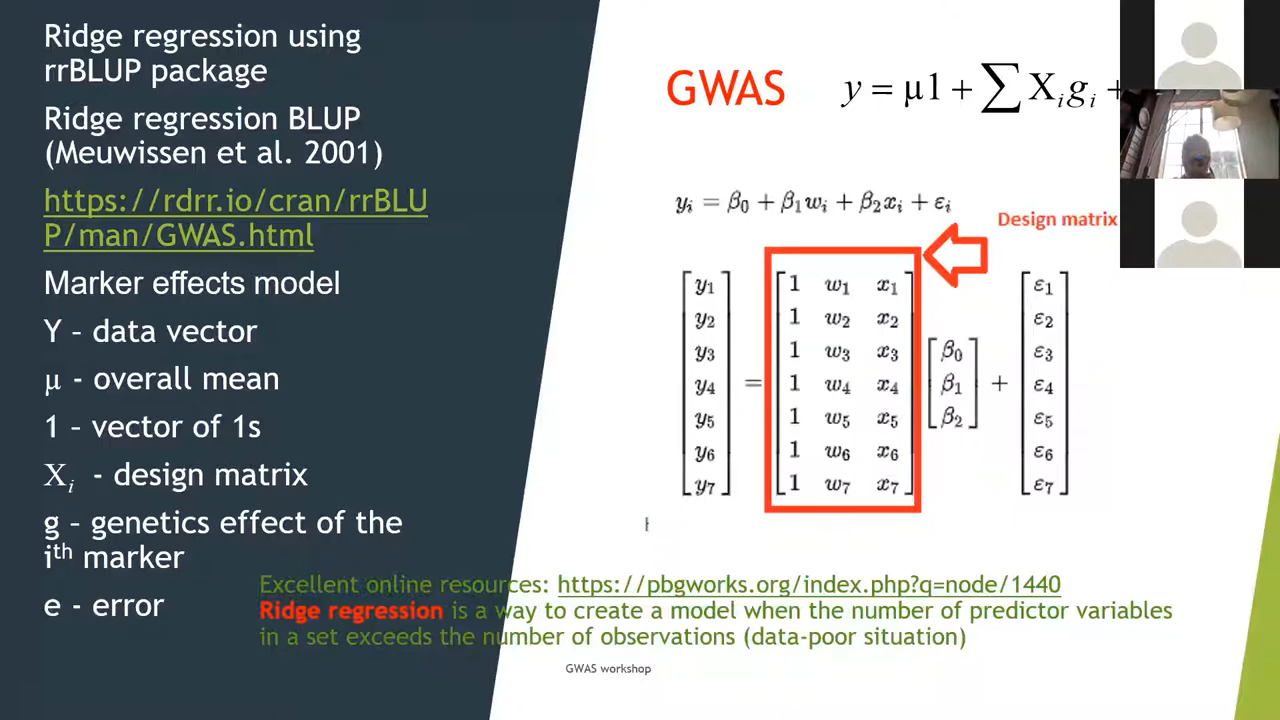 Ridge regression using
rrBLUP package
Ridge regression BLUP
(Meuwissen et al. 2001)
https://rdrr.io/cran/rrBLU
P/man/GWAS.html
Marker effects model
Y – data vector
µ - overall mean
1 – vector of 1s
Xᵢ - design matrix
g – genetics effect of the
iᵗʰ marker
e - error
GWAS y = µ1 + ∑ Xᵢgᵢ +
yᵢ = β₀ + β₁wᵢ + β₂xᵢ + εᵢ
Design matrix
y₁ 1 w₁ x₁ ε₁
y₂ 1 w₂ x₂ ε₂
y₃ 1 w₃ x₃ β₀ ε₃
y₄ = 1 w₄ x₄ β₁ + ε₄
y₅ 1 w₅ x₅ β₂ ε₅
y₆ 1 w₆ x₆ ε₆
y₇ 1 w₇ x₇ ε₇
Excellent online resources: https://pbgworks.org/index.php?q=node/1440
Ridge regression is a way to create a model when the number of predictor variables
in a set exceeds the number of observations (data-poor situation)
GWAS workshop